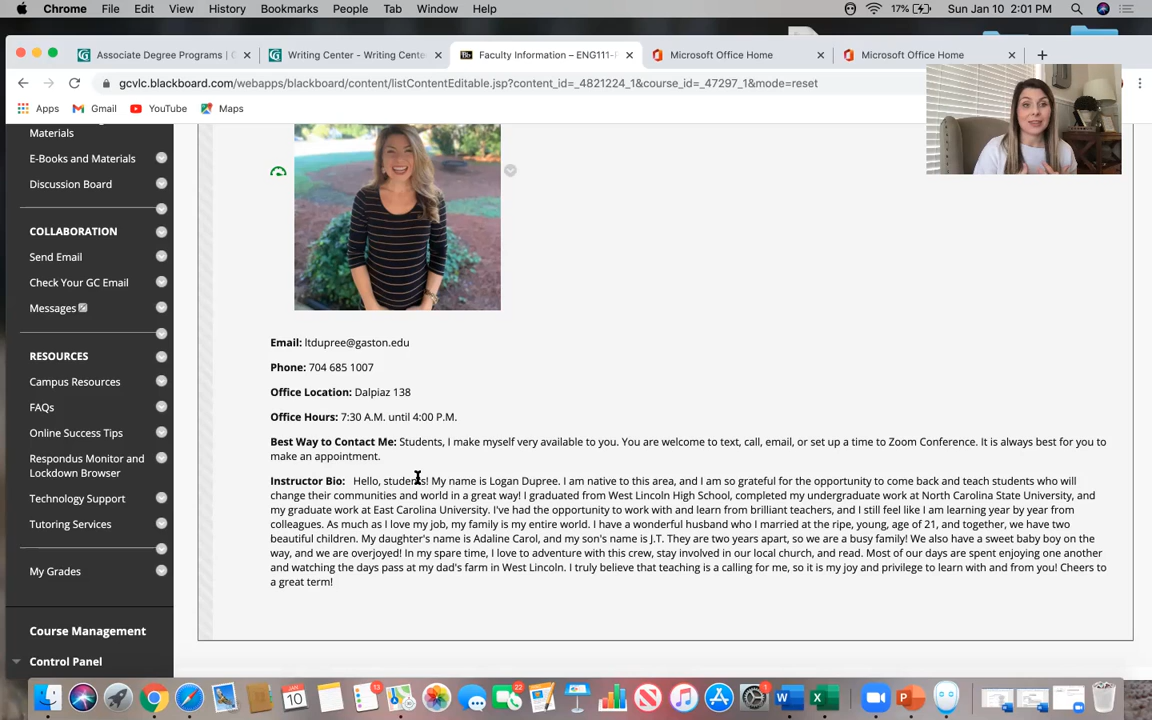 Chrome File Edit View History Bookmarks People Tab Window Help 17% Sun Jan 10 2:01 PM
Associate Degree Programs | Writing Center - Writing Cente Faculty Information – ENG111- Microsoft Office Home Microsoft Office Home
gcvlc.blackboard.com/webapps/blackboard/content/listContentEditable.jsp?content_id=_4821224_1&course_id=_47297_1&mode=reset
Apps Gmail YouTube Maps
Materials
E-Books and Materials
Discussion Board
COLLABORATION
Send Email
Check Your GC Email
Messages
RESOURCES
Campus Resources
FAQs
Online Success Tips
Respondus Monitor and
Lockdown Browser
Technology Support
Tutoring Services
My Grades
Course Management
Control Panel
Email: ltdupree@gaston.edu
Phone: 704 685 1007
Office Location: Dalpiaz 138
Office Hours: 7:30 A.M. until 4:00 P.M.
Best Way to Contact Me: Students, I make myself very available to you. You are welcome to text, call, email, or set up a time to Zoom Conference. It is always best for you to
make an appointment.
Instructor Bio: Hello, students! My name is Logan Dupree. I am native to this area, and I am so grateful for the opportunity to come back and teach students who will
change their communities and world in a great way! I graduated from West Lincoln High School, completed my undergraduate work at North Carolina State University, and
my graduate work at East Carolina University. I've had the opportunity to work with and learn from brilliant teachers, and I still feel like I am learning year by year from
colleagues. As much as I love my job, my family is my entire world. I have a wonderful husband who I married at the ripe, young, age of 21, and together, we have two
beautiful children. My daughter's name is Adaline Carol, and my son's name is J.T. They are two years apart, so we are a busy family! We also have a sweet baby boy on the
way, and we are overjoyed! In my spare time, I love to adventure with this crew, stay involved in our local church, and read. Most of our days are spent enjoying one another
and watching the days pass at my dad's farm in West Lincoln. I truly believe that teaching is a calling for me, so it is my joy and privilege to learn with and from you! Cheers to
a great term!